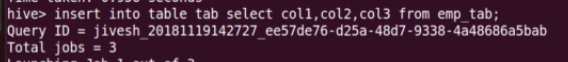 hive> insert into table tab select col1,col2,col3 from emp_tab;
Query ID = jivesh_20181119142727_ee57de76-d25a-48d7-9338-4a48686a5bab
Total jobs = 3